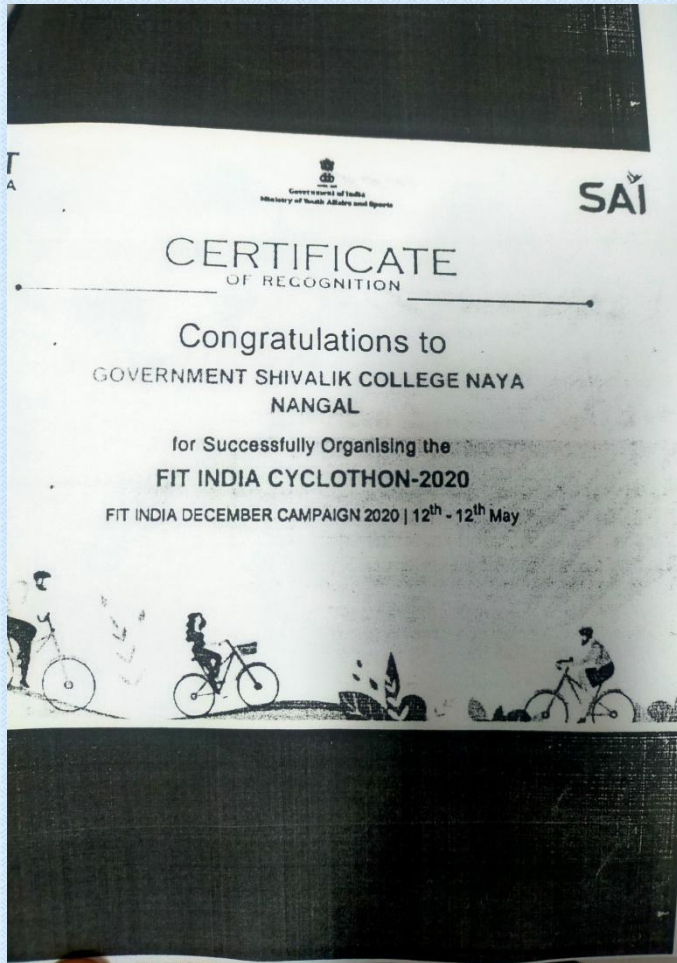 T
A
Government of India
Ministry of Youth Affairs and Sports
SAI
CERTIFICATE
OF RECOGNITION
Congratulations to
GOVERNMENT SHIVALIK COLLEGE NAYA
NANGAL
for Successfully Organising the
FIT INDIA CYCLOTHON-2020
FIT INDIA DECEMBER CAMPAIGN 2020 | 12th - 12th May